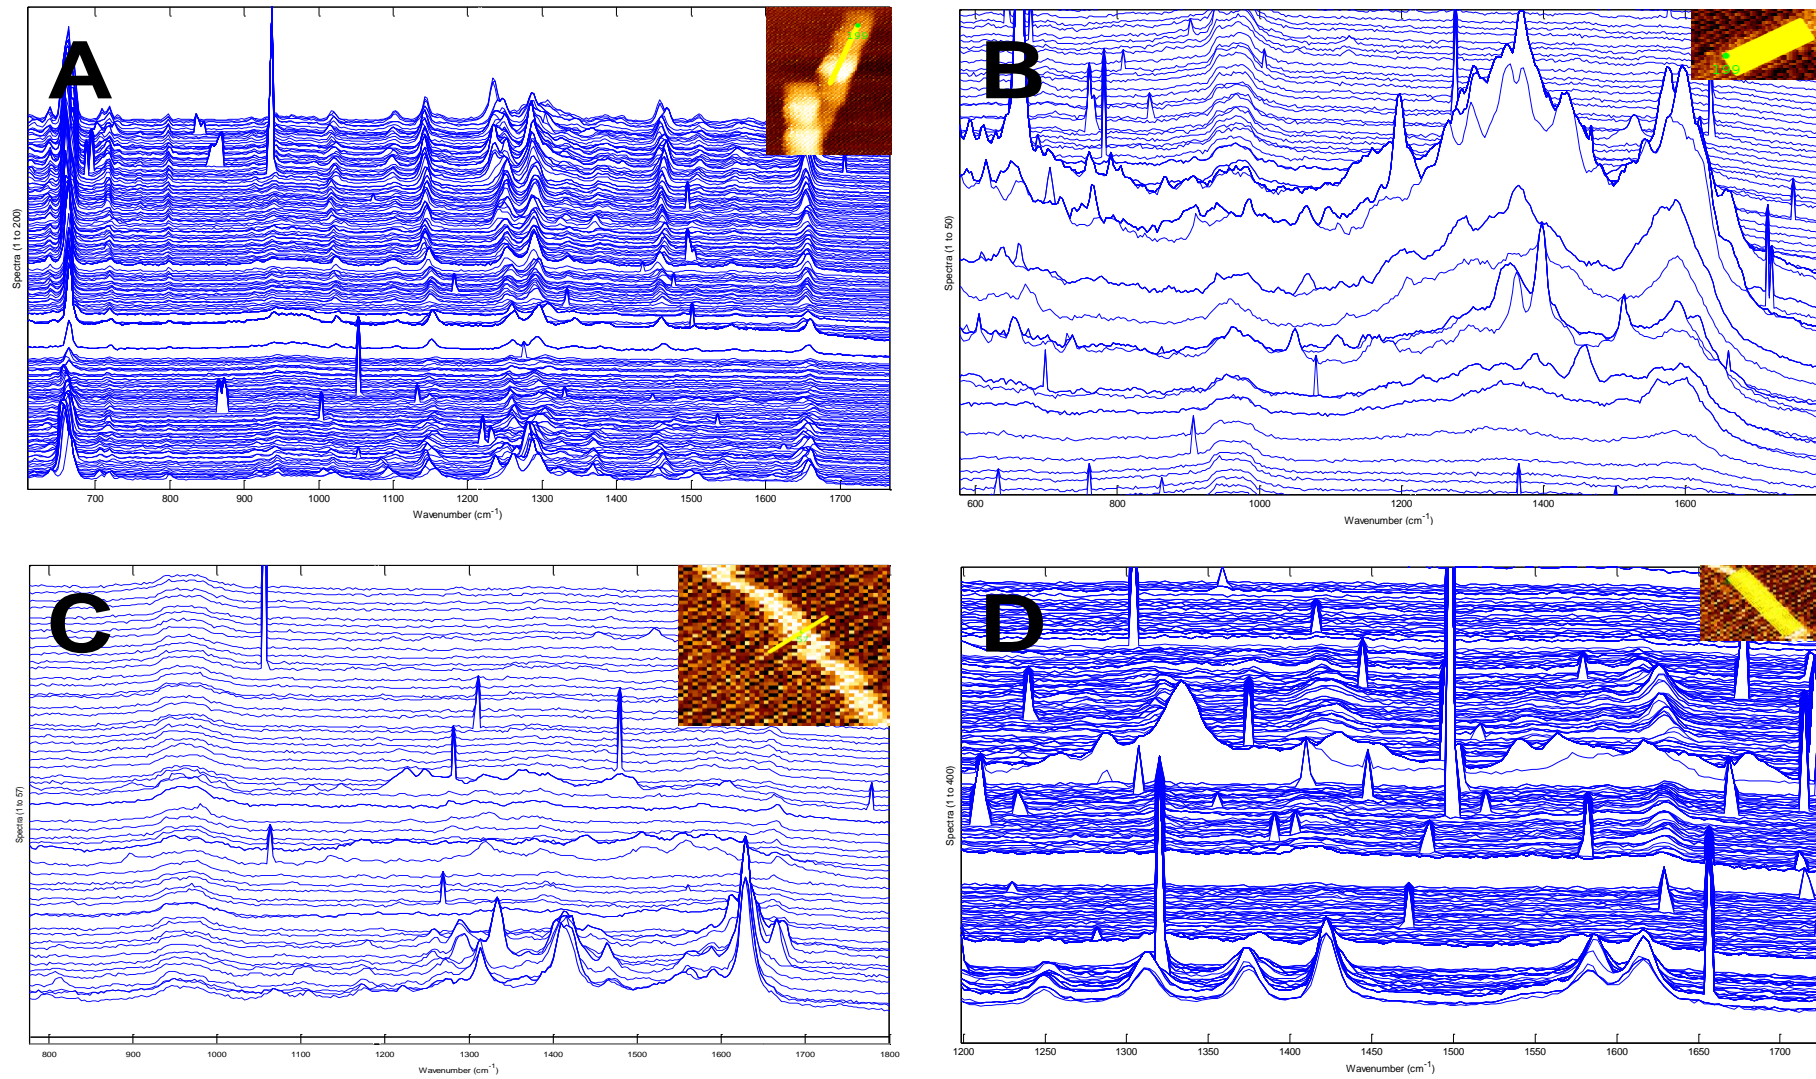 A
159
Spectra (1 to 200)
700 800 900 1000 1100 1200 1300 1400 1500 1600 1700
Wavenumber (cm-1)
B
159
Spectra (1 to 50)
600 800 1000 1200 1400 1600
Wavenumber (cm-1)
C
Spectra (1 to 57)
800 900 1000 1100 1200 1300 1400 1500 1600 1700 1800
Wavenumber (cm-1)
D
Spectra (1 to 400)
1200 1250 1300 1350 1400 1450 1500 1550 1600 1650 1700
Wavenumber (cm-1)